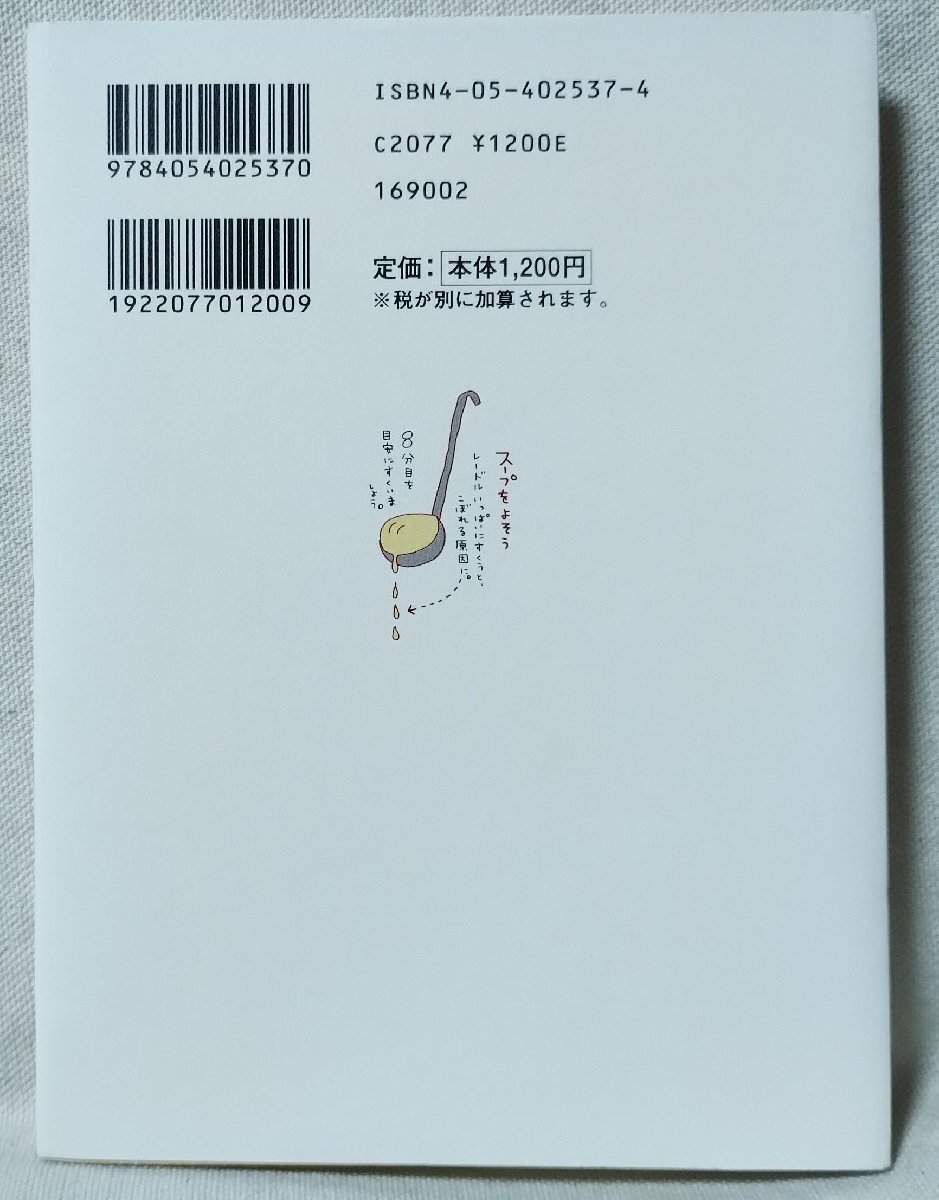 ISBN4-05-402537-4
C2077 ¥1200E
169002
9784054025370
1922077012009
定価： 本体1,200円
※税が別に加算されます。
スープをよそう
レードルいっぱいにすくうと、
こぼれる原因に。
8分目を
目安にすくいま
しょう。